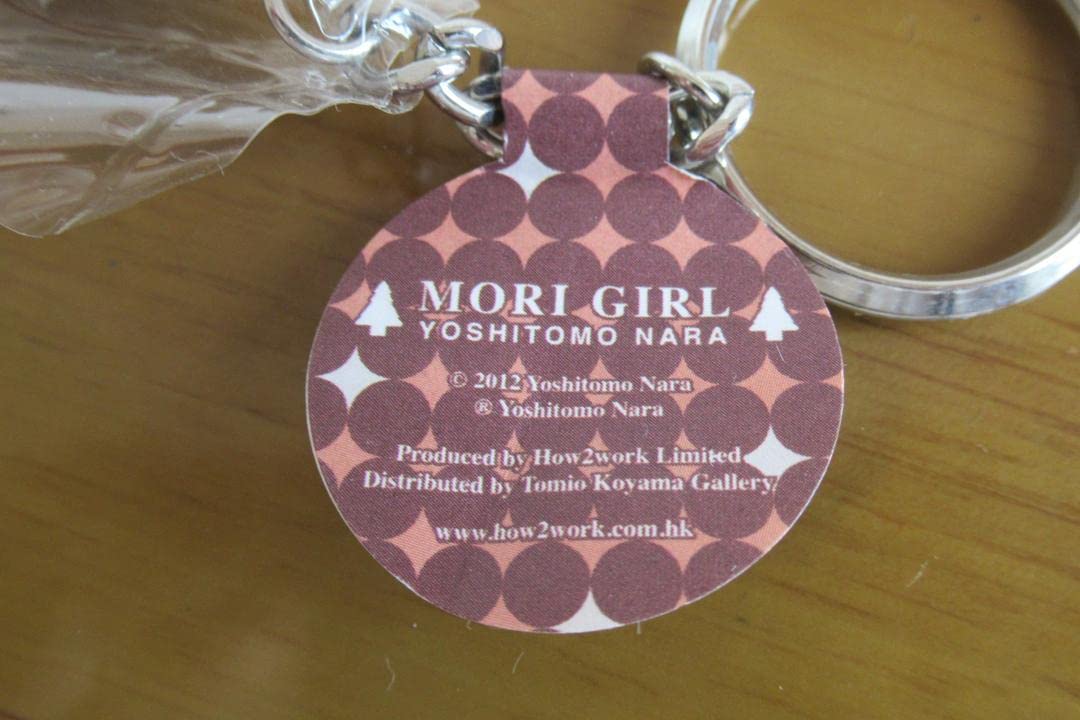 MORI GIRL
YOSHITOMO NARA
© 2012 Yoshitomo Nara
® Yoshitomo Nara
Produced by How2work Limited
Distributed by Tomio Koyama Gallery
www.how2work.com.hk